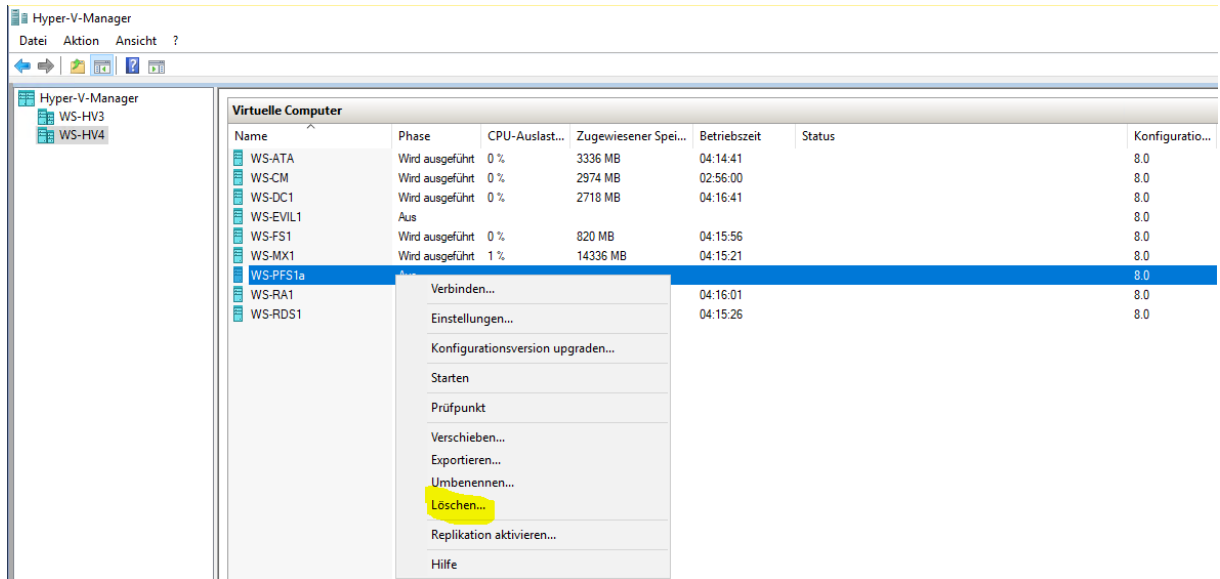 Hyper-V-Manager
Datei Aktion Ansicht ?
Hyper-V-Manager
WS-HV3
WS-HV4
Virtuelle Computer
Name Phase CPU-Auslast... Zugewiesener Spei... Betriebszeit Status Konfiguratio...
WS-ATA Wird ausgeführt 0 % 3336 MB 04:14:41 8.0
WS-CM Wird ausgeführt 0 % 2974 MB 02:56:00 8.0
WS-DC1 Wird ausgeführt 0 % 2718 MB 04:16:41 8.0
WS-EVIL1 Aus 8.0
WS-FS1 Wird ausgeführt 0 % 820 MB 04:15:56 8.0
WS-MX1 Wird ausgeführt 1 % 14336 MB 04:15:21 8.0
WS-PFS1a 8.0
WS-RA1 04:16:01 8.0
WS-RDS1 04:15:26 8.0
Verbinden...
Einstellungen...
Konfigurationsversion upgraden...
Starten
Prüfpunkt
Verschieben...
Exportieren...
Umbenennen...
Löschen...
Replikation aktivieren...
Hilfe